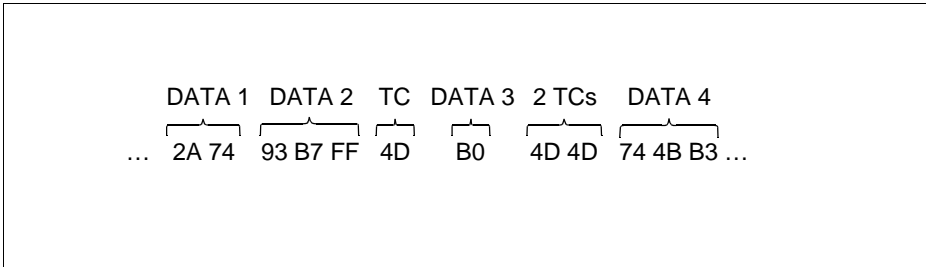 DATA 1 DATA 2 TC DATA 3 2 TCs DATA 4
… 2A 74 93 B7 FF 4D B0 4D 4D 74 4B B3 …